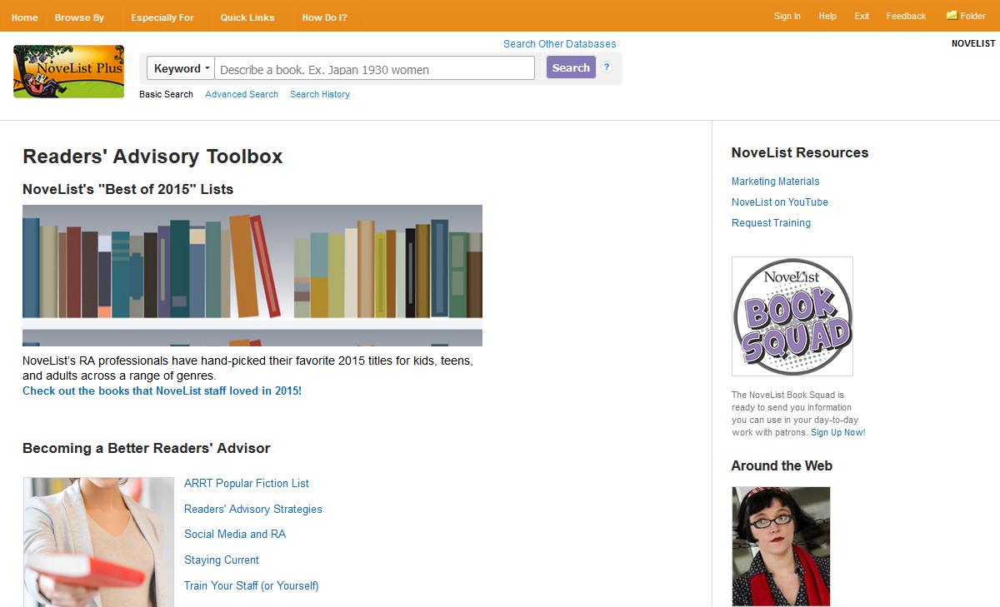 Home Browse By Especially For Quick Links How Do I? Sign In Help Exit Feedback Folder
Search Other Databases NOVELIST
NoveList Plus
Keyword Describe a book. Ex. Japan 1930 women Search ?
Basic Search Advanced Search Search History
Readers' Advisory Toolbox
NoveList's "Best of 2015" Lists
NoveList's RA professionals have hand-picked their favorite 2015 titles for kids, teens,
and adults across a range of genres.
Check out the books that NoveList staff loved in 2015!
Becoming a Better Readers' Advisor
ARRT Popular Fiction List
Readers' Advisory Strategies
Social Media and RA
Staying Current
Train Your Staff (or Yourself)
NoveList Resources
Marketing Materials
NoveList on YouTube
Request Training
NoveList
BOOK
SQUAD
The NoveList Book Squad is
ready to send you information
you can use in your day-to-day
work with patrons. Sign Up Now!
Around the Web